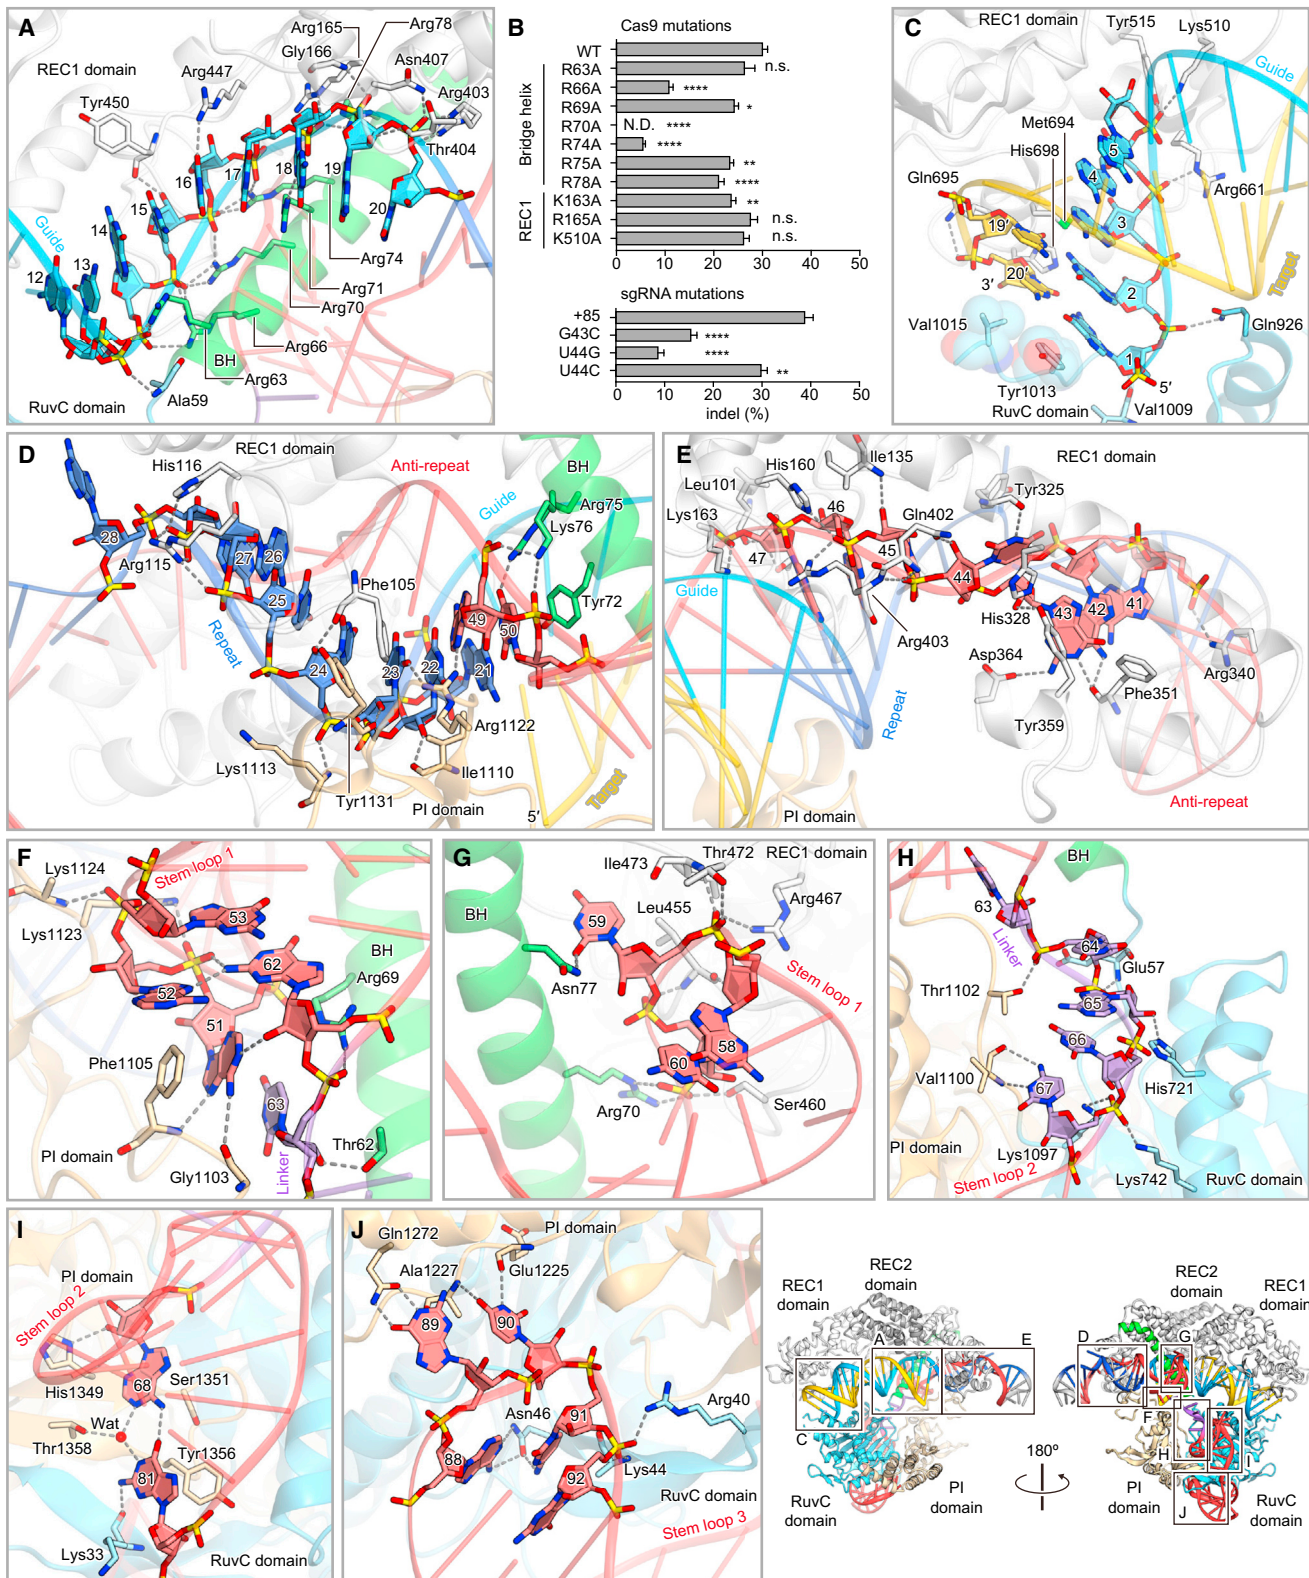 A
REC1 domain
Arg165
Gly166
Arg78
Asn407
Arg447
Tyr450
Arg403
Thr404
12
13
14
15
16
17
18
19
20
Guide
Arg74
Arg71
Arg70
Arg66
Arg63
BH
Ala59
RuvC domain
B
Cas9 mutations
WT
R63A n.s.
R66A ****
R69A *
R70A N.D. ****
R74A ****
R75A **
R78A ****
K163A **
R165A n.s.
K510A n.s.
Bridge helix
REC1
0 10 20 30 40 50
sgRNA mutations
+85
G43C ****
U44G ****
U44C **
0 10 20 30 40 50
indel (%)
C
REC1 domain
Tyr515
Lys510
Guide
Met694
His698
Gln695
Arg661
5
4
3
2
1
19′
20′
3′
Target
Val1015
Gln926
Tyr1013
5′
RuvC domain
Val1009
D
His116
REC1 domain
Anti-repeat
BH
Guide
Arg75
Lys76
28
27
26
25
Arg115
Phe105
Tyr72
Repeat
24
23
22
21
49
50
Arg1122
Lys1113
Ile1110
Tyr1131
PI domain
5′
Target
E
His160
Ile135
REC1 domain
Leu101
Lys163
Gln402
Tyr325
47
46
45
44
43
42
41
Guide
Arg403
His328
Asp364
Arg340
Phe351
Tyr359
Repeat
PI domain
Anti-repeat
F
Lys1124
Stem loop 1
Lys1123
53
62
52
51
BH
Arg69
Phe1105
63
PI domain
Thr62
Gly1103
Linker
G
Thr472
REC1 domain
Ile473
BH
59
Leu455
Arg467
Asn77
Stem loop 1
58
60
Arg70
Ser460
H
BH
63
Linker
64
Glu57
Thr1102
65
66
Val1100
67
His721
PI domain
Lys1097
Stem loop 2
Lys742
RuvC domain
I
PI domain
Stem loop 2
68
His1349
Ser1351
Wat
Thr1358
Tyr1356
81
Lys33
RuvC domain
J
Gln1272
PI domain
Ala1227
Glu1225
89
90
Arg40
Asn46
91
88
92
Lys44
RuvC domain
Stem loop 3
REC2
domain
REC1
domain
A
E
C
RuvC
domain
PI
domain
180º
REC2
domain
REC1
domain
D
G
F
H
I
PI
domain
J
RuvC
domain